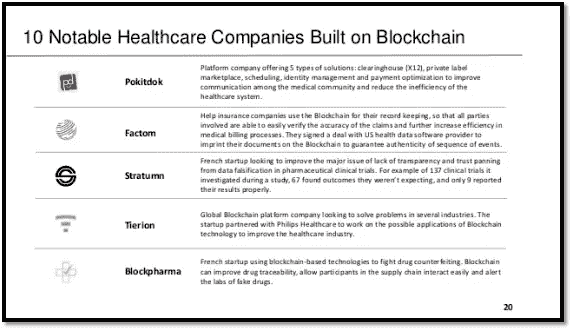 10 Notable Healthcare Companies Built on Blockchain
pd
Pokitdok
Platform company offering 5 types of solutions: clearinghouse (X12), private label
marketplace, scheduling, identity management and payment optimization to improve
communication among the medical community and reduce the inefficiency of the
healthcare system.
Factom
Help insurance companies use the Blockchain for their record keeping, so that all parties
involved are able to easily verify the accuracy of the claims and further increase efficiency in
medical billing processes. They signed a deal with US health data software provider to
imprint their documents on the Blockchain to guarantee authenticity of sequence of events.
Stratumn
French startup looking to improve the major issue of lack of transparency and trust panning
from data falsification in pharmaceutical clinical trials. For example of 137 clinical trials it
investigated during a study, 67 found outcomes they weren't expecting, and only 9 reported
their results properly.
Tierion
Global Blockchain platform company looking to solve problems in several industries. The
startup partnered with Philips Healthcare to work on the possible applications of Blockchain
technology to improve the healthcare industry.
Blockpharma
French startup using blockchain-based technologies to fight drug counterfeiting. Blockchain
can improve drug traceability, allow participants in the supply chain interact easily and alert
the labs of fake drugs.
20